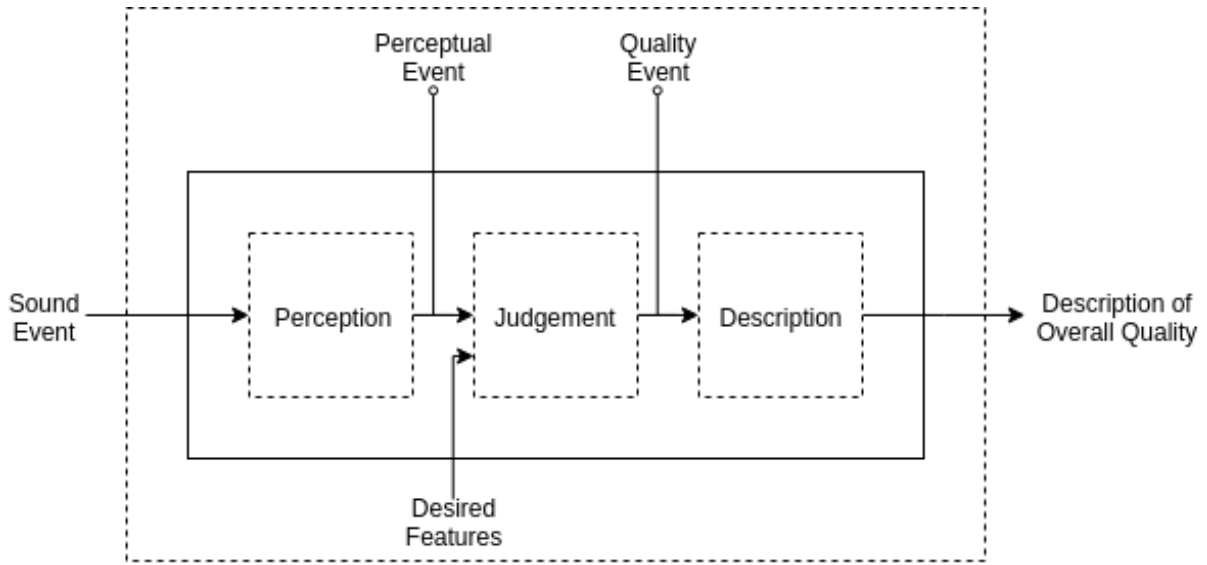 Perceptual
Event
Quality
Event
Sound
Event
Perception
Judgement
Description
Description of
Overall Quality
Desired
Features